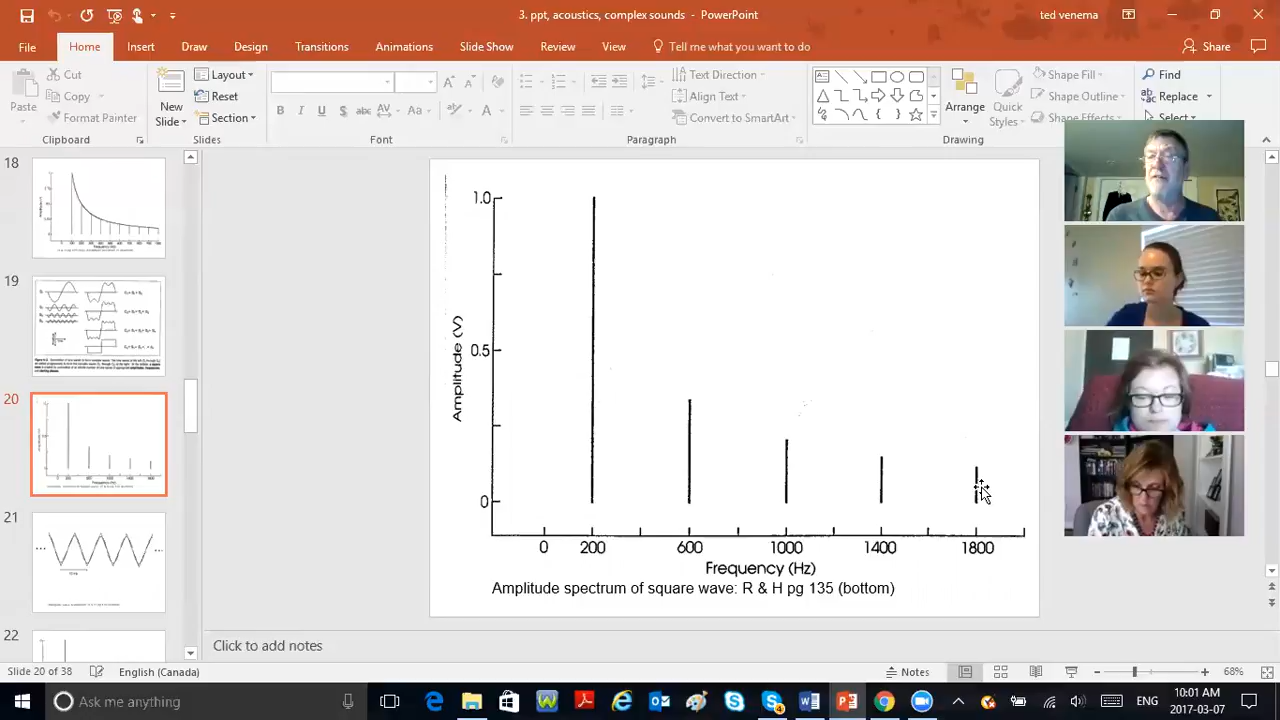 3. ppt, acoustics, complex sounds - PowerPoint
ted venema
File
Home
Insert
Draw
Design
Transitions
Animations
Slide Show
Review
View
Tell me what you want to do
Share
Paste
Cut
Copy
Format Painter
Clipboard
New
Slide
Layout
Reset
Section
Slides
B I U S abc AV Aa A
Font
Text Direction
Align Text
Convert to SmartArt
Paragraph
Arrange
Quick
Styles
Shape Fill
Shape Outline
Shape Effects
Drawing
Find
Replace
Select
18
19
20
21
22
1.0
0.5
0
Amplitude (V)
0 200 600 1000 1400 1800
Frequency (Hz)
Amplitude spectrum of square wave: R & H pg 135 (bottom)
Click to add notes
Slide 20 of 38
English (Canada)
Notes
68%
Ask me anything
ENG
10:01 AM
2017-03-07